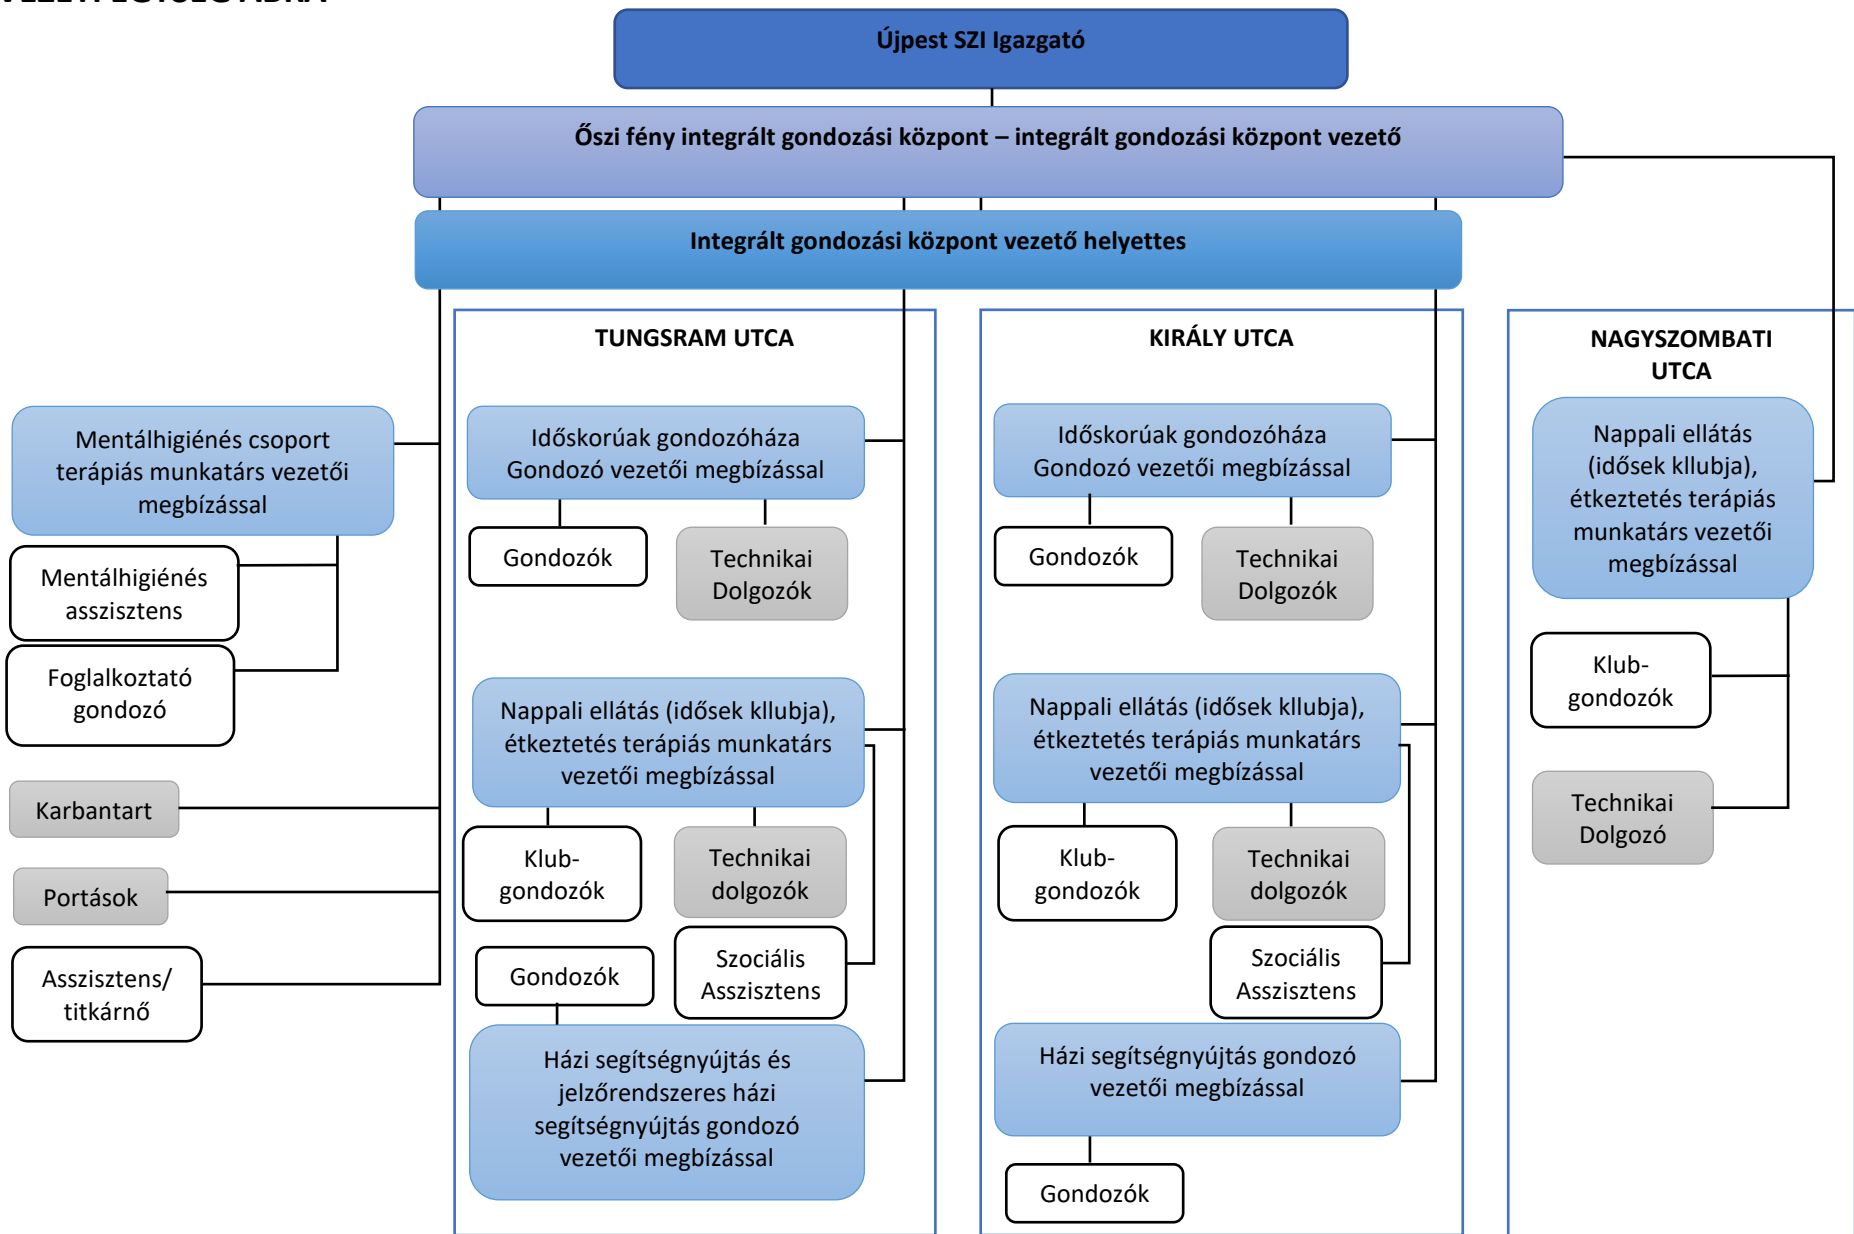 Újpest SZI Igazgató
Őszi fény integrált gondozási központ – integrált gondozási központ vezető
Integrált gondozási központ vezető helyettes
Mentálhigiénés csoport
terápiás munkatárs vezetői
megbízással
Mentálhigiénés
asszisztens
Foglalkoztató
gondozó
Karbantart
Portások
Asszisztens/
titkárnő
TUNGSRAM UTCA
Időskorúak gondozóháza
Gondozó vezetői megbízással
Gondozók
Technikai
Dolgozók
Nappali ellátás (idősek kllubja),
étkeztetés terápiás munkatárs
vezetői megbízással
Klub-
gondozók
Technikai
dolgozók
Szociális
Asszisztens
Gondozók
Házi segítségnyújtás és
jelzőrendszeres házi
segítségnyújtás gondozó
vezetői megbízással
KIRÁLY UTCA
Időskorúak gondozóháza
Gondozó vezetői megbízással
Gondozók
Technikai
Dolgozók
Nappali ellátás (idősek kllubja),
étkeztetés terápiás munkatárs
vezetői megbízással
Klub-
gondozók
Technikai
dolgozók
Szociális
Asszisztens
Házi segítségnyújtás gondozó
vezetői megbízással
Gondozók
NAGYSZOMBATI
UTCA
Nappali ellátás
(idősek kllubja),
étkeztetés terápiás
munkatárs vezetői
megbízással
Klub-
gondozók
Technikai
Dolgozó